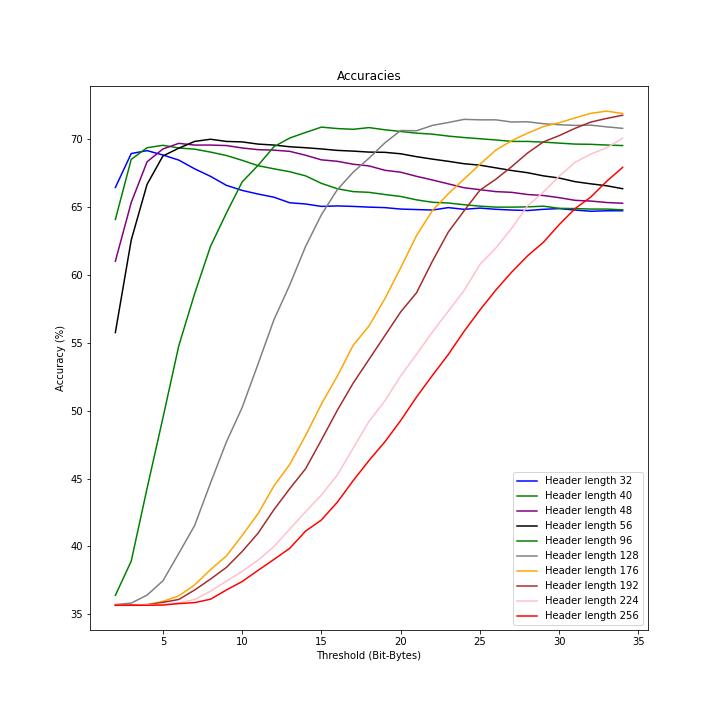 Accuracies
Accuracy (%)
70
65
60
55
50
45
40
35
5 10 15 20 25 30 35
Threshold (Bit-Bytes)
Header length 32
Header length 40
Header length 48
Header length 56
Header length 96
Header length 128
Header length 176
Header length 192
Header length 224
Header length 256